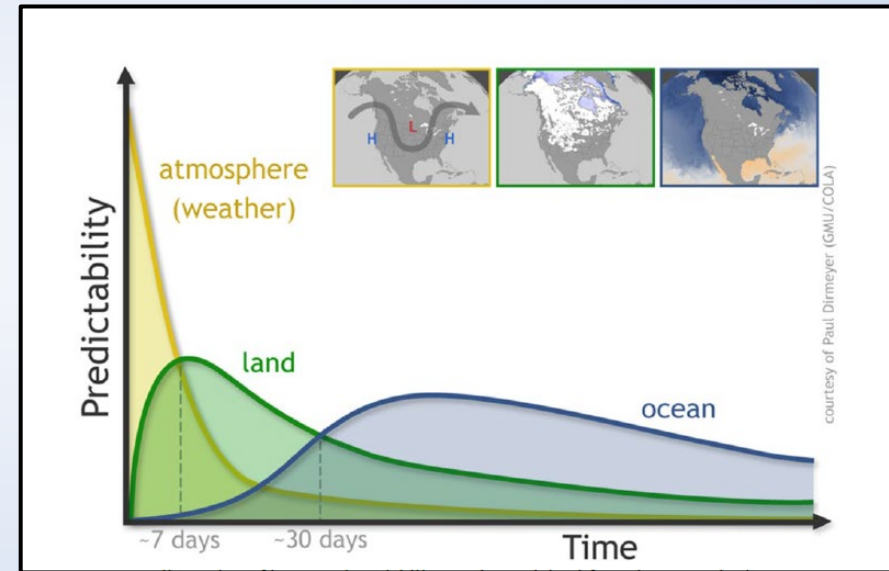 H
L
H
atmosphere
(weather)
land
ocean
Predictability
~7 days
~30 days
Time
courtesy of Paul Dirmeyer (GMU/COLA)